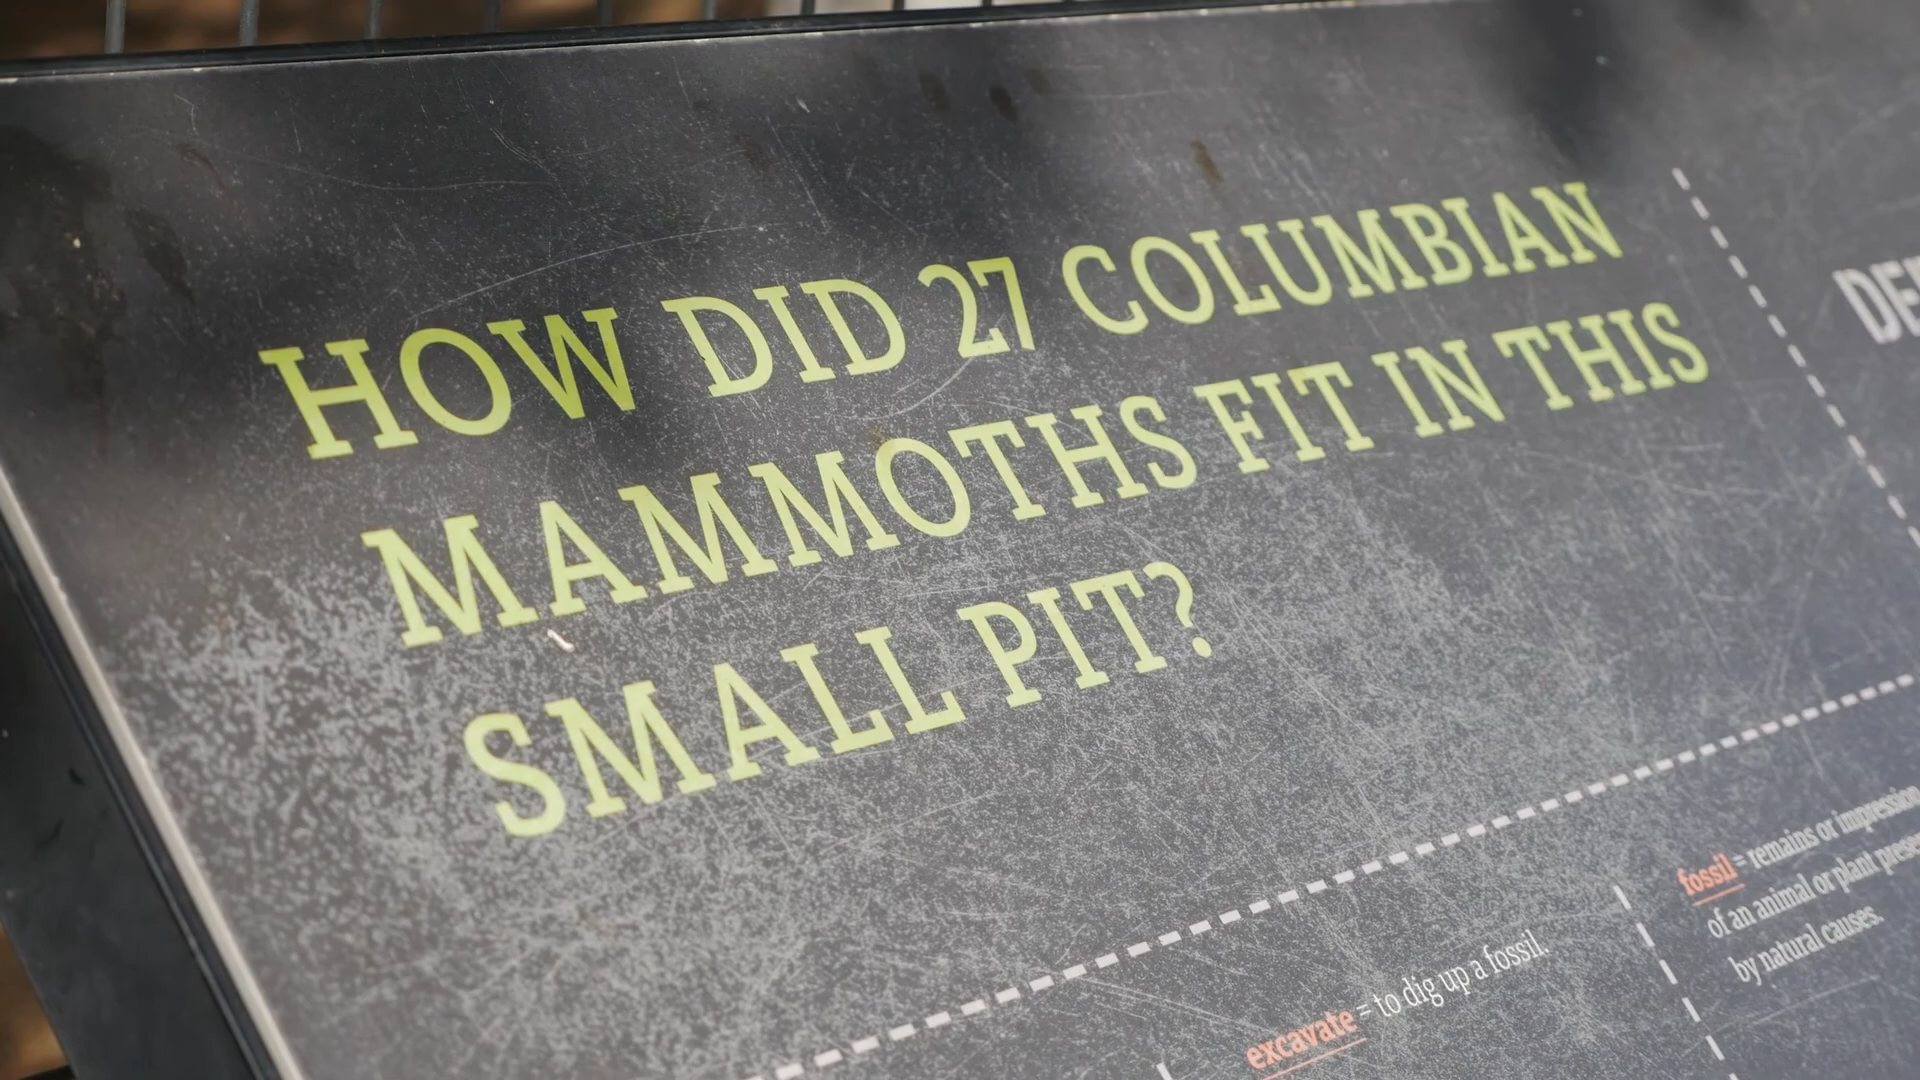 HOW DID 27 COLUMBIAN
MAMMOTHS FIT IN THIS
SMALL PIT?
excavate = to dig up a fossil.
fossil = remains or impression
of an animal or plant
by natural causes.